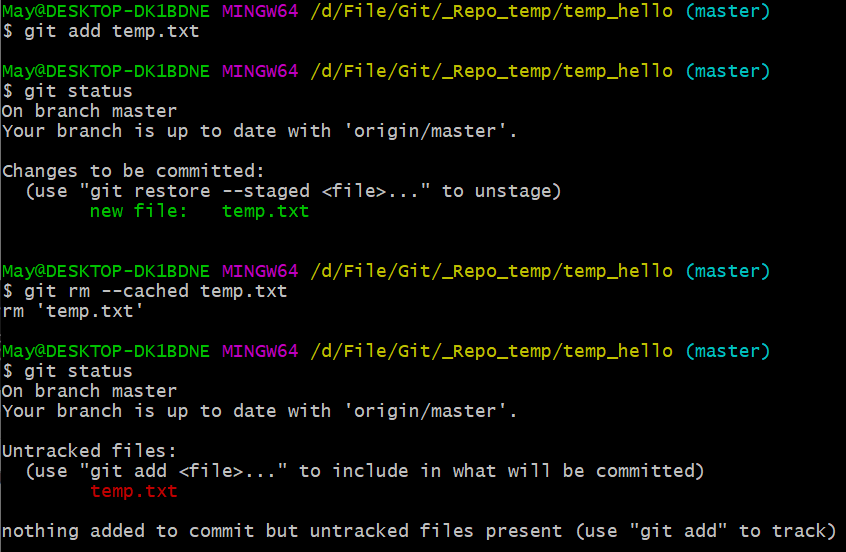 May@DESKTOP-DK1BDNE MINGW64 /d/File/Git/_Repo_temp/temp_hello (master)
$ git add temp.txt
May@DESKTOP-DK1BDNE MINGW64 /d/File/Git/_Repo_temp/temp_hello (master)
$ git status
On branch master
Your branch is up to date with 'origin/master'.
Changes to be committed:
  (use "git restore --staged <file>..." to unstage)
        new file:   temp.txt
May@DESKTOP-DK1BDNE MINGW64 /d/File/Git/_Repo_temp/temp_hello (master)
$ git rm --cached temp.txt
rm 'temp.txt'
May@DESKTOP-DK1BDNE MINGW64 /d/File/Git/_Repo_temp/temp_hello (master)
$ git status
On branch master
Your branch is up to date with 'origin/master'.
Untracked files:
  (use "git add <file>..." to include in what will be committed)
        temp.txt
nothing added to commit but untracked files present (use "git add" to track)